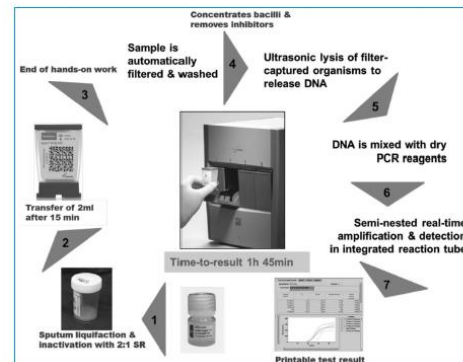 Concentrates bacilli &
removes inhibitors
Sample is
automatically
filtered & washed
4
Ultrasonic lysis of filter-
captured organisms to
release DNA
End of hands-on work
3
5
DNA is mixed with dry
PCR reagents
Transfer of 2ml
after 15 min
6
2
Semi-nested real-time
amplification & detection
in integrated reaction tube
Time-to-result 1h 45min
7
1
Sputum liquifaction &
inactivation with 2:1 SR
Printable test result